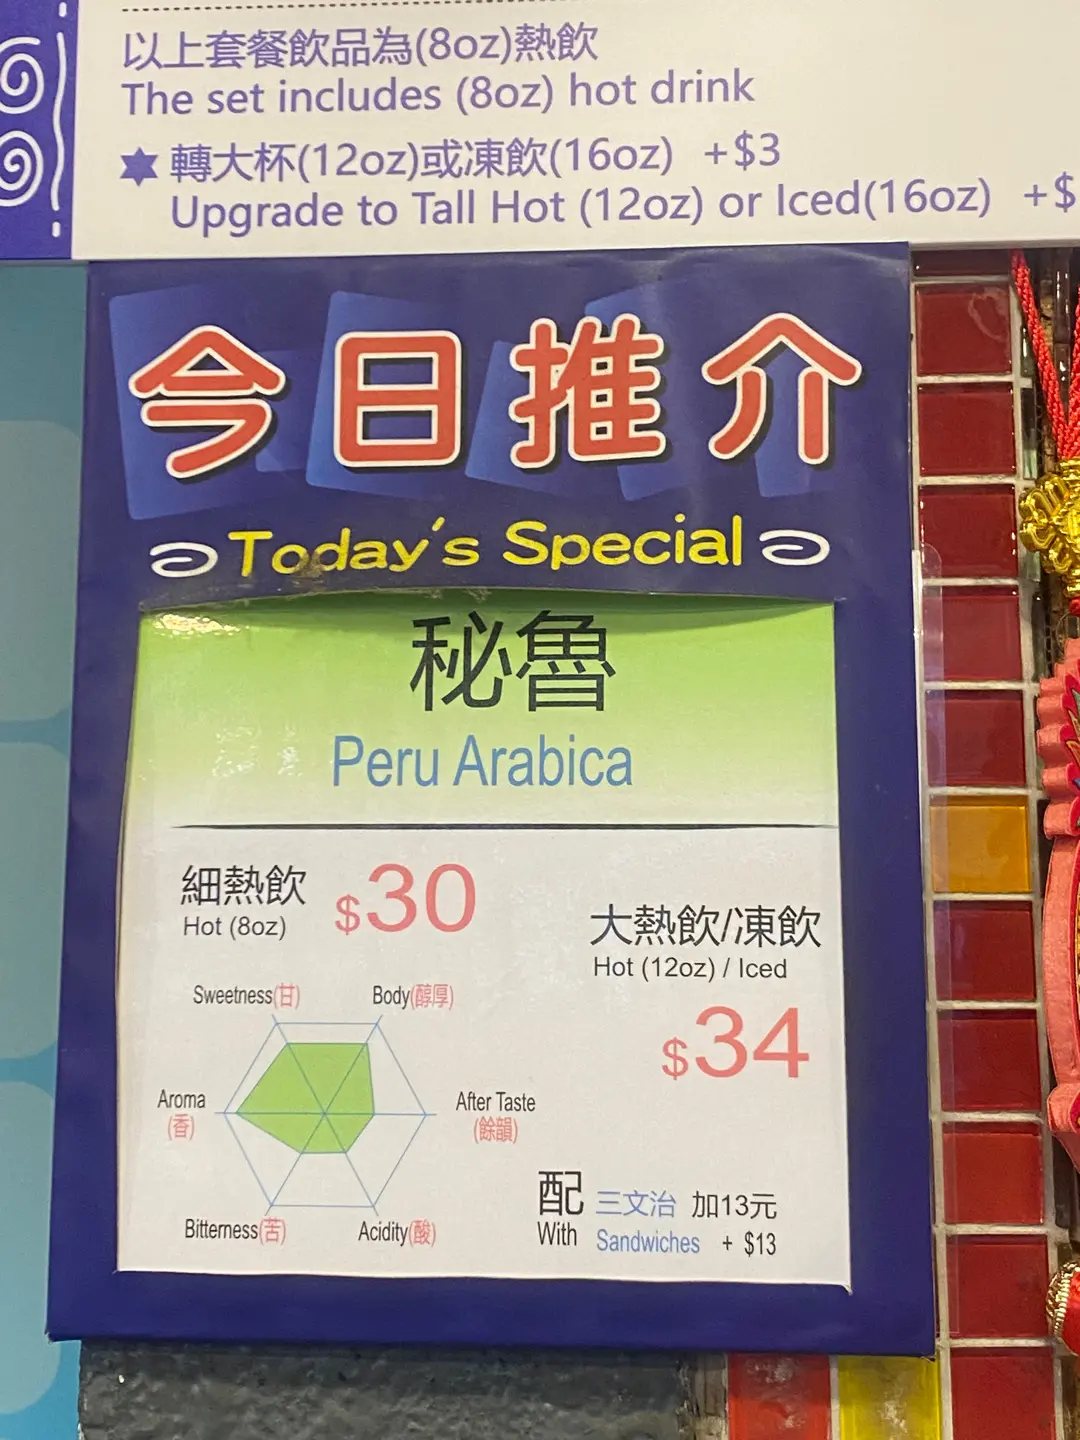 以上套餐飲品為(8oz)熱飲
The set includes (8oz) hot drink
轉大杯(12oz)或凍飲(16oz) +$3
Upgrade to Tall Hot (12oz) or Iced(16oz) +$
今日推介
Today's Special
秘魯
Peru Arabica
細熱飲
Hot (8oz)
$30
大熱飲/凍飲
Hot (12oz) / Iced
$34
Sweetness(甘)
Body(醇厚)
Aroma
(香)
After Taste
(餘韻)
Bitterness(苦)
Acidity(酸)
配 三文治 加13元
With Sandwiches + $13